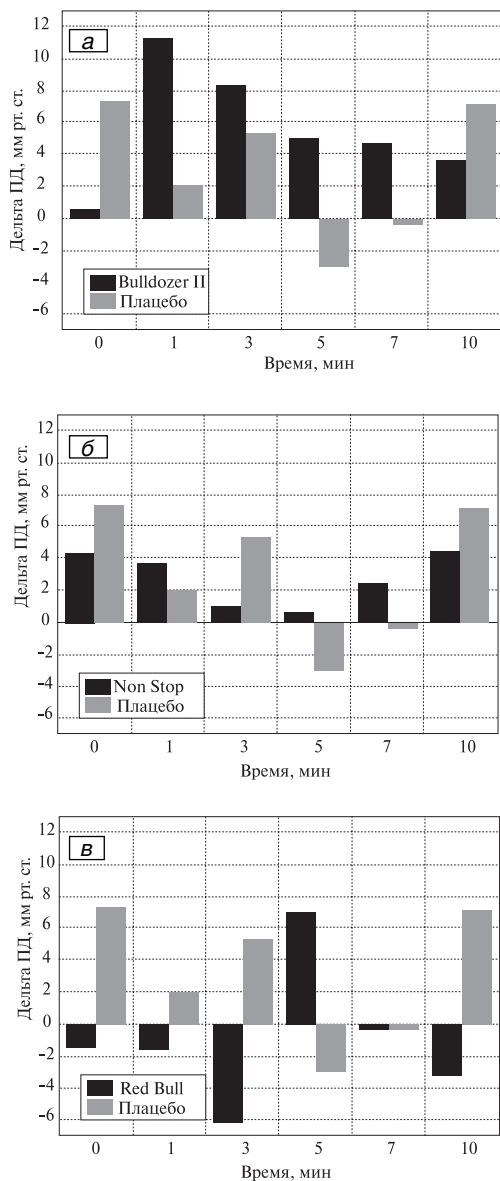 12
а
10
8
6
4
2
0
-2
-4
-6
Дельта ПД, мм рт. ст.
Bulldozer II
Плацебо
0 1 3 5 7 10
Время, мин
12
б
10
8
6
4
2
0
-2
-4
-6
Дельта ПД, мм рт. ст.
Non Stop
Плацебо
0 1 3 5 7 10
Время, мин
12
в
10
8
6
4
2
0
-2
-4
-6
Дельта ПД, мм рт. ст.
Red Bull
Плацебо
0 1 3 5 7 10
Время, мин